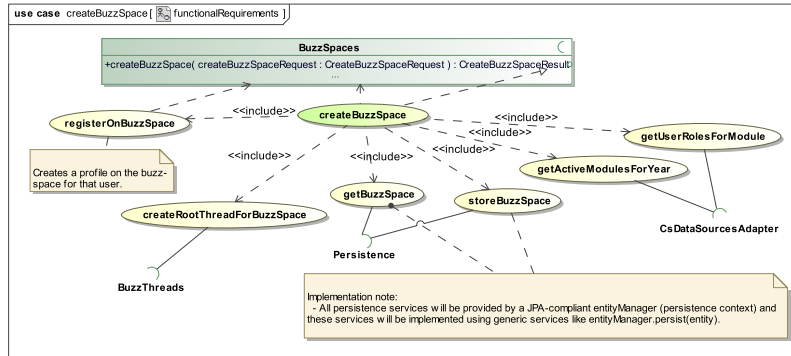 use case createBuzzSpace [ functionalRequirements ]
BuzzSpaces
+createBuzzSpace( createBuzzSpaceRequest : CreateBuzzSpaceRequest ) : CreateBuzzSpaceResult
...
<<include>>
<<include>>
registerOnBuzzSpace
createBuzzSpace
<<include>>
getUserRolesForModule
<<include>>
<<include>>
<<include>>
Creates a profile on the buzz-
space for that user.
getActiveModulesForYear
getBuzzSpace
storeBuzzSpace
createRootThreadForBuzzSpace
CsDataSourcesAdapter
Persistence
BuzzThreads
Implementation note:
- All persistence services will be provided by a JPA-compliant entityManager (persistence context) and
these services will be implemented using generic services like entityManager.persist(entity).